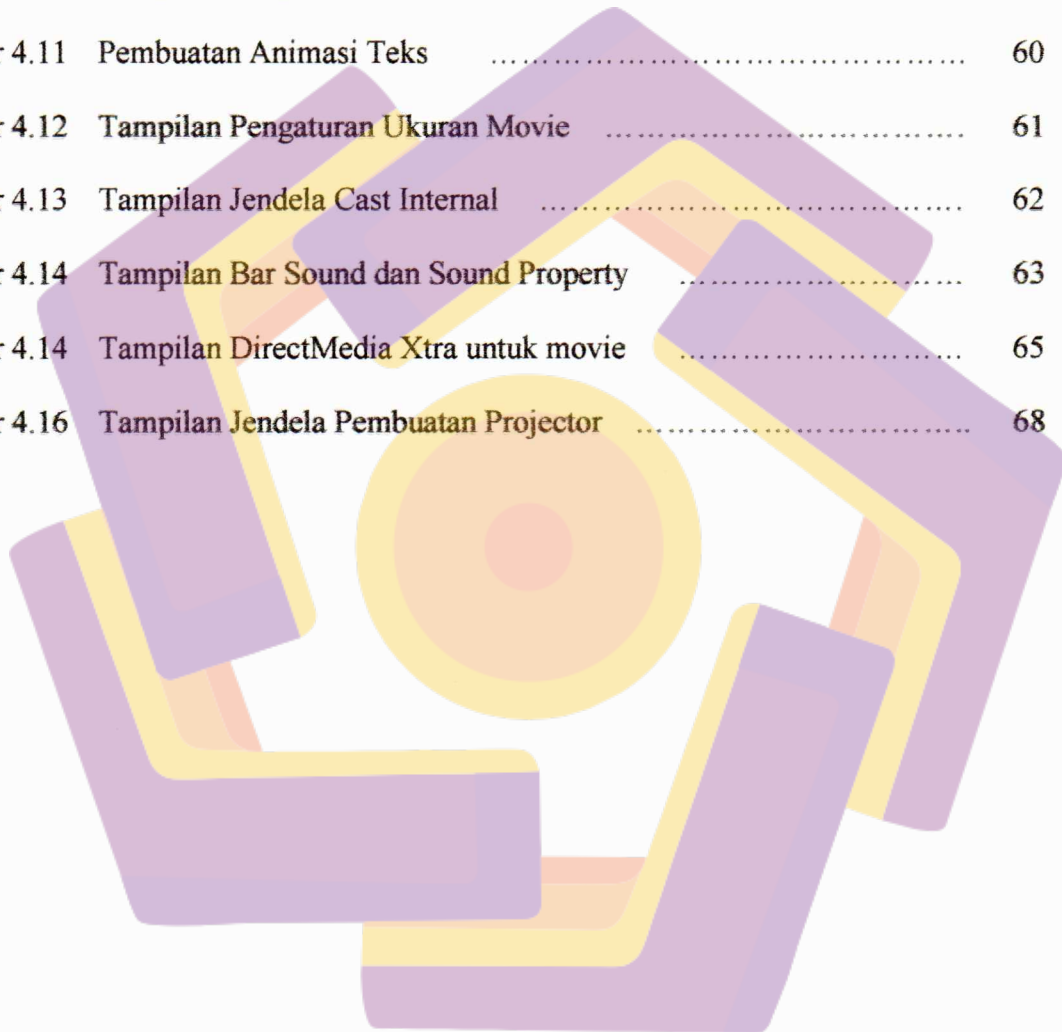 r 4.11 Pembuatan Animasi Teks ........................................ 60
r 4.12 Tampilan Pengaturan Ukuran Movie .............................. 61
r 4.13 Tampilan Jendela Cast Internal .................................... 62
r 4.14 Tampilan Bar Sound dan Sound Property ........................ 63
r 4.14 Tampilan DirectMedia Xtra untuk movie ........................ 65
r 4.16 Tampilan Jendela Pembuatan Projector ............................ 68